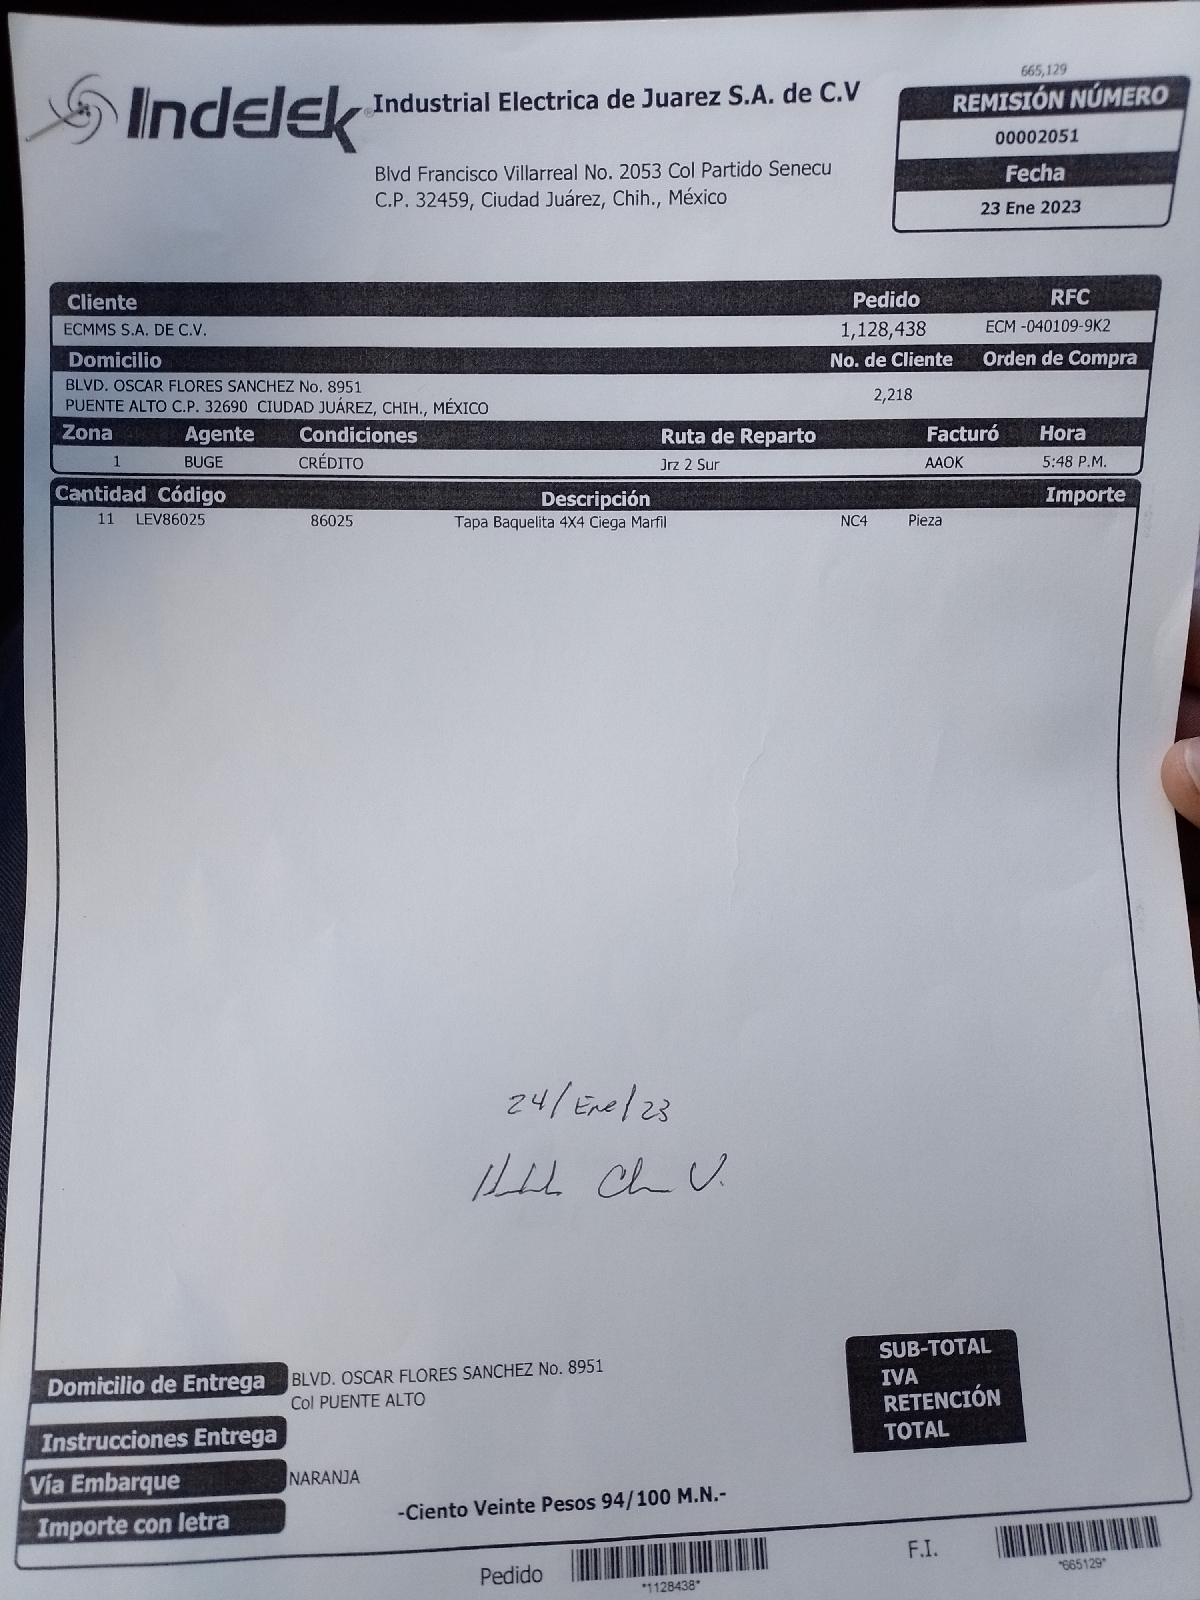 665,129
Indelek
Industrial Electrica de Juarez S.A. de C.V
REMISIÓN NÚMERO
00002051
Blvd Francisco Villarreal No. 2053 Col Partido Senecu
C.P. 32459, Ciudad Juárez, Chih., México
Fecha
23 Ene 2023
Cliente Pedido RFC
ECMMS S.A. DE C.V. 1,128,438 ECM -040109-9K2
Domicilio No. de Cliente Orden de Compra
BLVD. OSCAR FLORES SANCHEZ No. 8951 2,218
PUENTE ALTO C.P. 32690 CIUDAD JUÁREZ, CHIH., MÉXICO
Zona Agente Condiciones Ruta de Reparto Facturó Hora
1 BUGE CRÉDITO Jrz 2 Sur AAOK 5:48 P.M.
Cantidad Código Descripción Importe
11 LEV86025 86025 Tapa Baquelita 4X4 Ciega Marfil NC4 Pieza
24/Ene/23
SUB-TOTAL
IVA
RETENCIÓN
TOTAL
Domicilio de Entrega BLVD. OSCAR FLORES SANCHEZ No. 8951
Col PUENTE ALTO
Instrucciones Entrega
Vía Embarque NARANJA
Importe con letra -Ciento Veinte Pesos 94/100 M.N.-
Pedido *1128438* F.I. *665129*